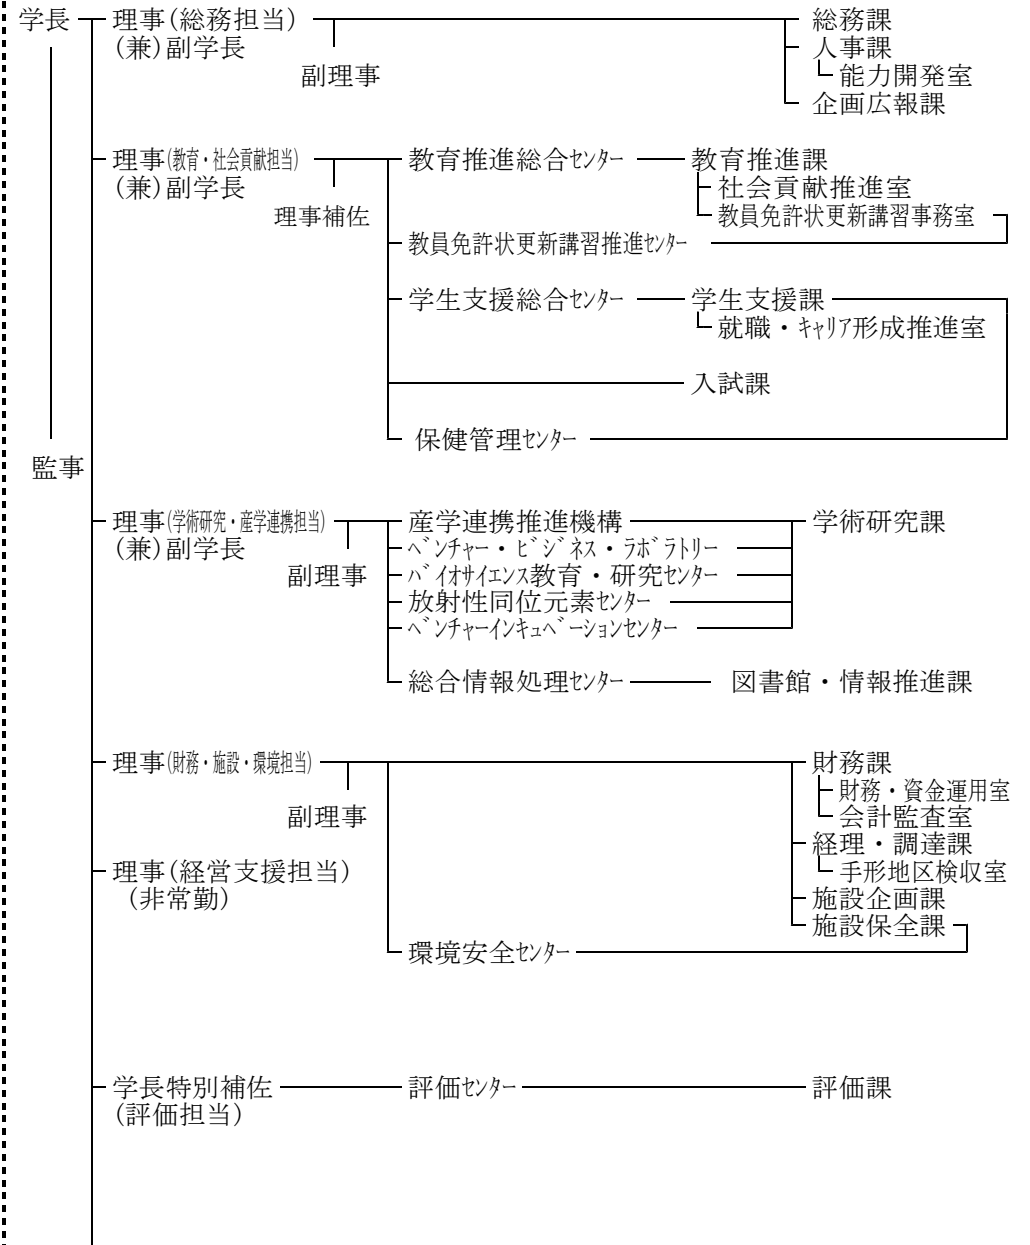 学長 理事(総務担当) 総務課
(兼)副学長 人事課
副理事 能力開発室
企画広報課
理事(教育・社会貢献担当) 教育推進総合センター 教育推進課
(兼)副学長 社会貢献推進室
理事補佐 教員免許状更新講習事務室
教員免許状更新講習推進センター
学生支援総合センター 学生支援課
就職・キャリア形成推進室
入試課
保健管理センター
監事
理事(学術研究・産学連携担当) 産学連携推進機構 学術研究課
(兼)副学長 ベンチャー・ビジネス・ラボラトリー
副理事 バイオサイエンス教育・研究センター
放射性同位元素センター
ベンチャーインキュベーションセンター
総合情報処理センター 図書館・情報推進課
理事(財務・施設・環境担当) 財務課
財務・資金運用室
副理事 会計監査室
経理・調達課
理事(経営支援担当) 手形地区検収室
(非常勤) 施設企画課
施設保全課
環境安全センター
学長特別補佐 評価センター 評価課
(評価担当)